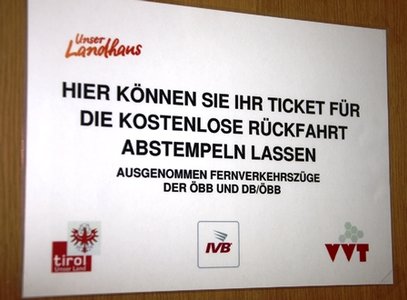 Unser
Landhaus
HIER KÖNNEN SIE IHR TICKET FÜR
DIE KOSTENLOSE RÜCKFAHRT
ABSTEMPELN LASSEN
AUSGENOMMEN FERNVERKEHRSZÜGE
DER ÖBB UND DB/ÖBB
tirol
Unser Land
IVB
VVT